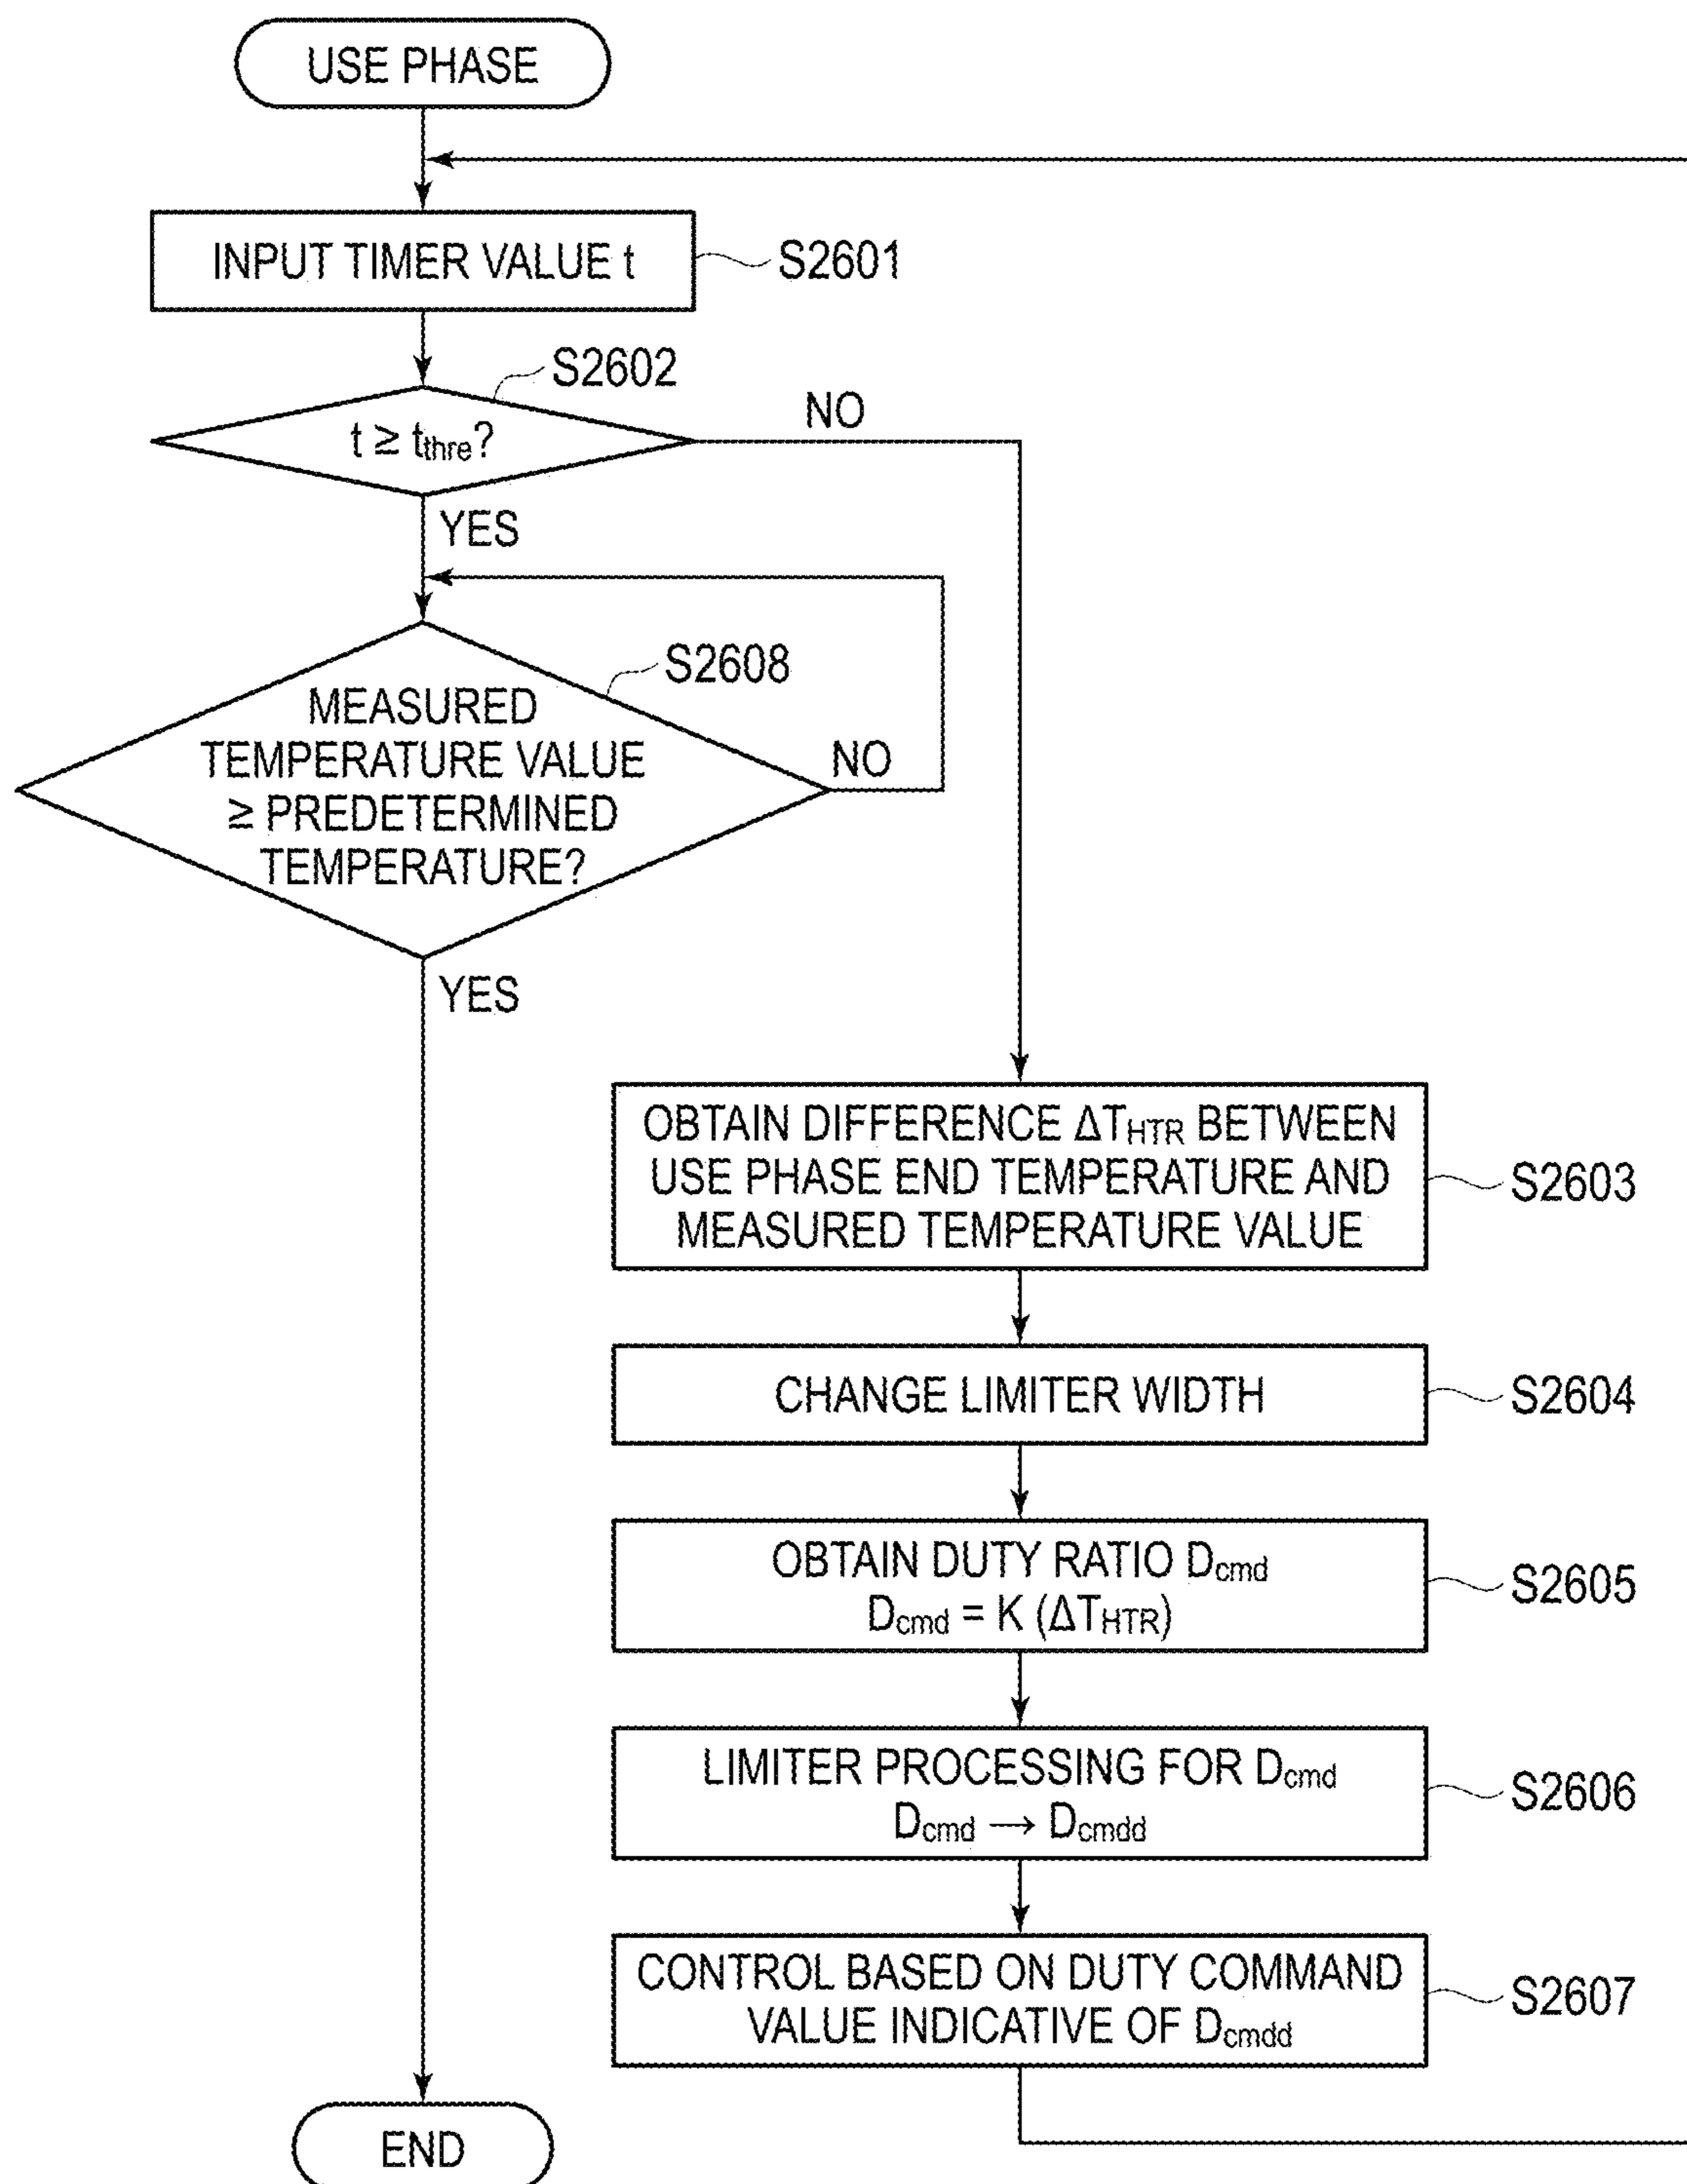 USE PHASE
INPUT TIMER VALUE t
S2601
S2602
t ≥ tthre?
NO
YES
S2608
MEASURED
TEMPERATURE VALUE
≥ PREDETERMINED
TEMPERATURE?
NO
YES
OBTAIN DIFFERENCE ΔTHTR BETWEEN
USE PHASE END TEMPERATURE AND
MEASURED TEMPERATURE VALUE
S2603
CHANGE LIMITER WIDTH
S2604
OBTAIN DUTY RATIO Dcmd
Dcmd = K (ΔTHTR)
S2605
LIMITER PROCESSING FOR Dcmd
Dcmd → Dcmdd
S2606
CONTROL BASED ON DUTY COMMAND
VALUE INDICATIVE OF Dcmdd
S2607
END